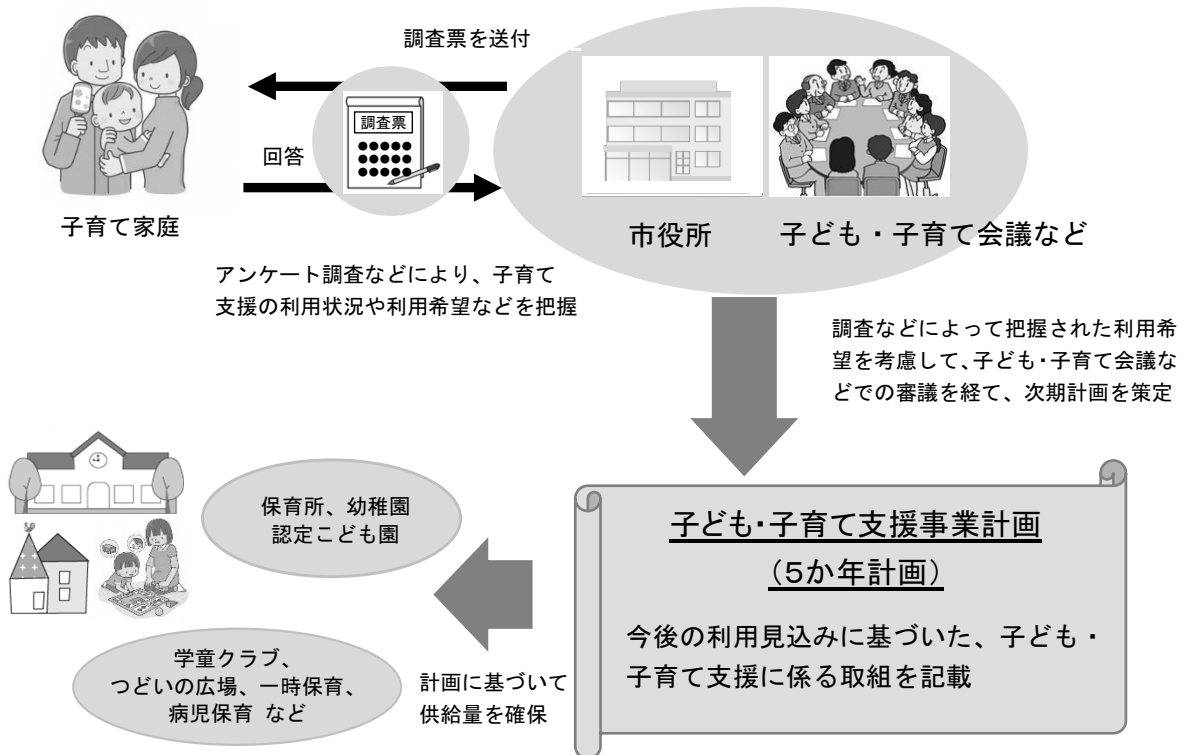 調査票を送付
調査票
回答
子育て家庭
市役所
子ども・子育て会議など
アンケート調査などにより、子育て
支援の利用状況や利用希望などを把握
調査などによって把握された利用希
望を考慮して、子ども・子育て会議な
どでの審議を経て、次期計画を策定
子ども・子育て支援事業計画
（5か年計画）
今後の利用見込みに基づいた、子ども・
子育て支援に係る取組を記載
計画に基づいて
供給量を確保
保育所、幼稚園
認定こども園
学童クラブ、
つどいの広場、一時保育、
病児保育 など